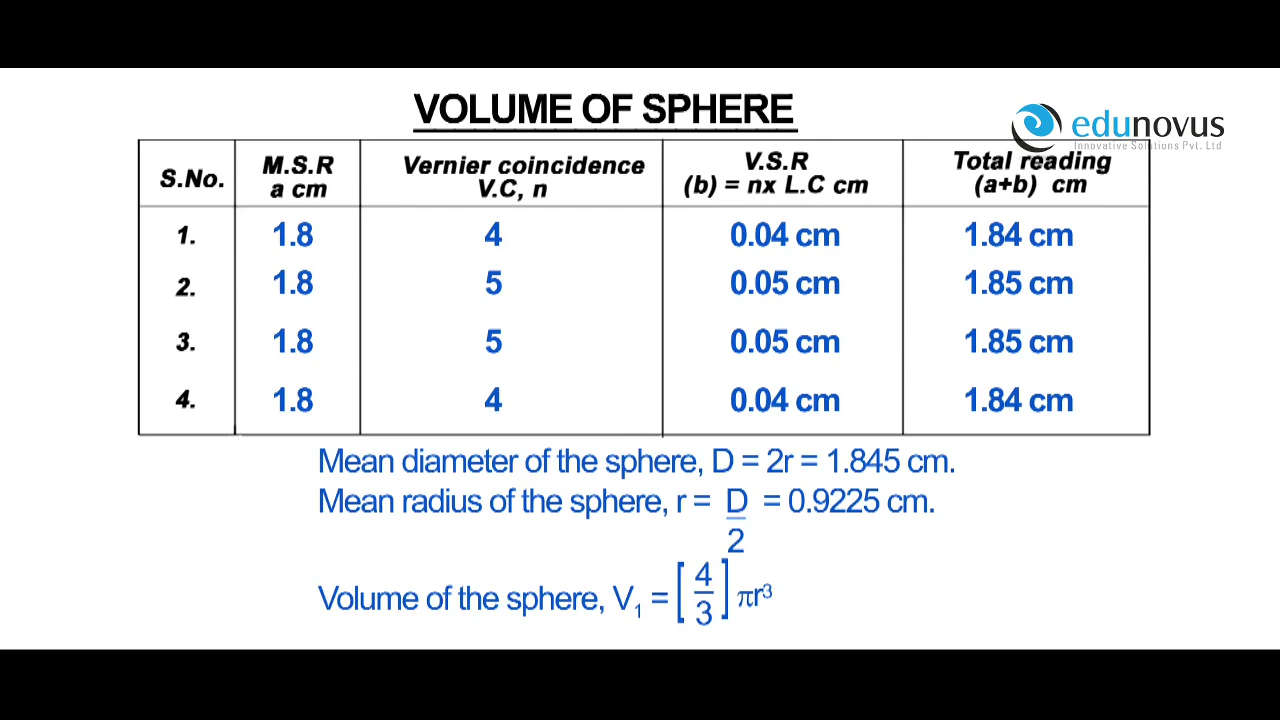 VOLUME OF SPHERE
edunovus
Innovative Solutions Pvt. Ltd
S.No. M.S.R a cm Vernier coincidence V.C, n V.S.R (b) = nx L.C cm Total reading (a+b) cm
1. 1.8 4 0.04 cm 1.84 cm
2. 1.8 5 0.05 cm 1.85 cm
3. 1.8 5 0.05 cm 1.85 cm
4. 1.8 4 0.04 cm 1.84 cm
Mean diameter of the sphere, D = 2r = 1.845 cm.
Mean radius of the sphere, r = D/2 = 0.9225 cm.
Volume of the sphere, V₁ = [4/3] πr³